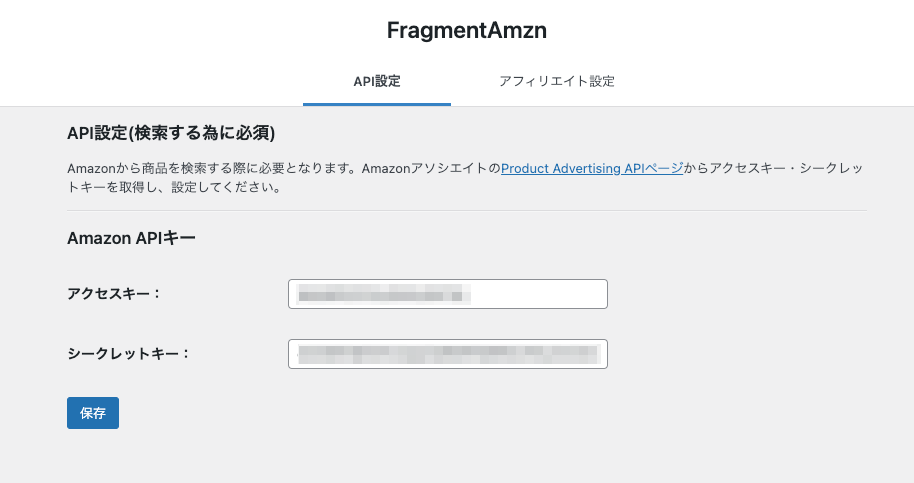 FragmentAmzn
API設定
アフィリエイト設定
API設定(検索する為に必須)
Amazonから商品を検索する際に必要となります。AmazonアソシエイトのProduct Advertising APIページからアクセスキー・シークレッ
トキーを取得し、設定してください。
Amazon APIキー
アクセスキー：
シークレットキー：
保存